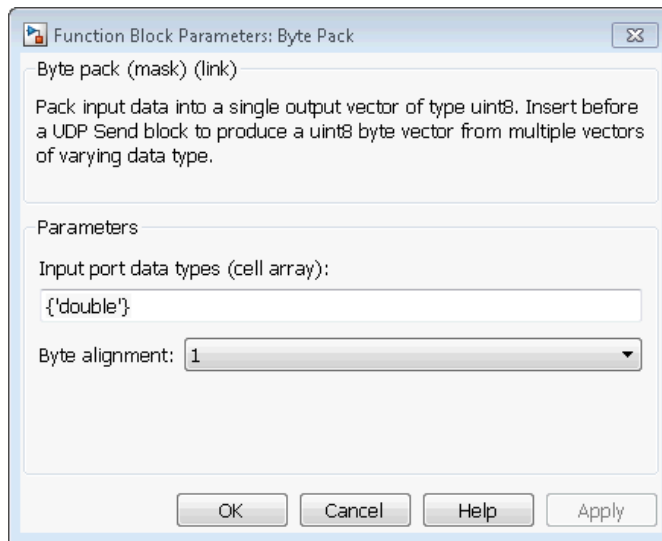 Function Block Parameters: Byte Pack
Byte pack (mask) (link)
Pack input data into a single output vector of type uint8. Insert before
a UDP Send block to produce a uint8 byte vector from multiple vectors
of varying data type.
Parameters
Input port data types (cell array):
{'double'}
Byte alignment: 1
OK Cancel Help Apply